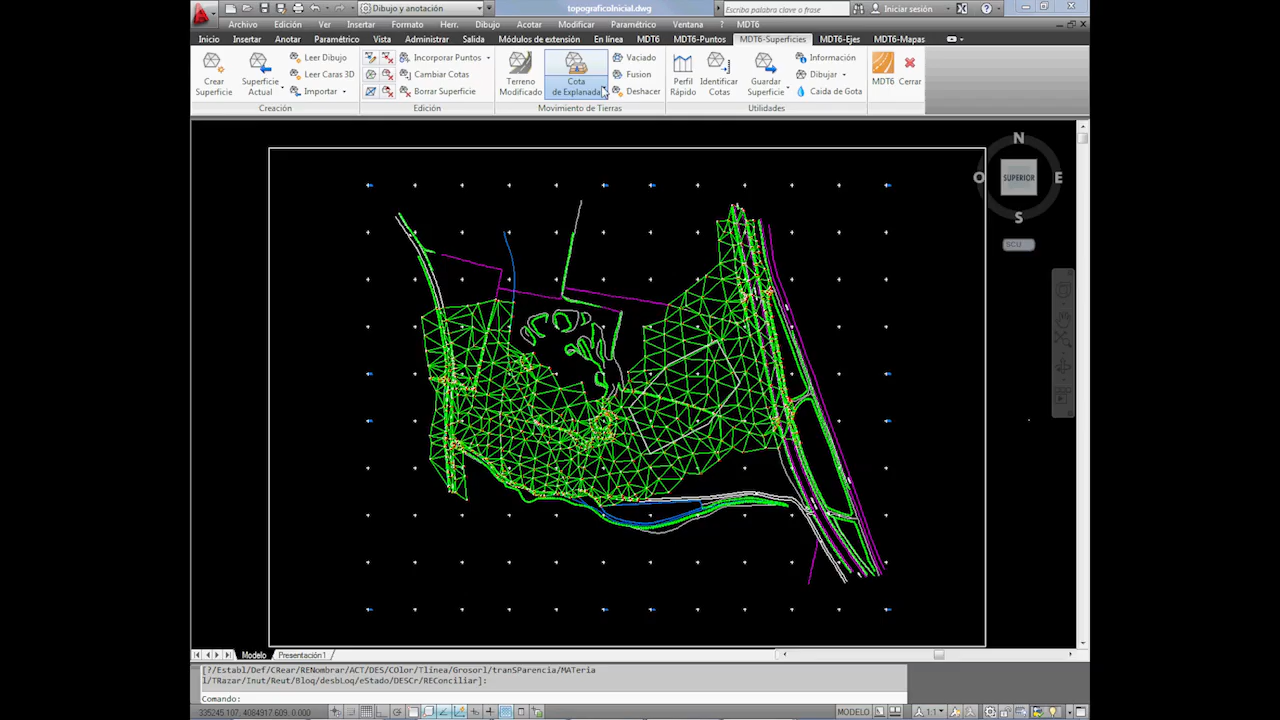 Dibujo y anotación
topograficoInicial.dwg
Escriba palabra clave o frase
Iniciar sesión
Archivo Edición Ver Insertar Formato Herr. Dibujo Acotar Modificar Paramétrico Ventana ? MDT6
Inicio Insertar Anotar Paramétrico Vista Administrar Salida Módulos de extensión En línea MDT6 MDT6-Puntos MDT6-Superficies MDT6-Ejes MDT6-Mapas
Crear Superficie
Superficie Actual
Leer Dibujo
Leer Caras 3D
Importar
Creación
Incorporar Puntos
Cambiar Cotas
Borrar Superficie
Edición
Terreno Modificado
Cota de Explanada
Vaciado
Fusion
Deshacer
Movimiento de Tierras
Perfil Rápido
Identificar Cotas
Guardar Superficie
Información
Dibujar
Caida de Gota
Utilidades
MDT6
Cerrar
N
O SUPERIOR E
S
SCU
Modelo Presentación1
[?/Establ/Def/CRear/RENombrar/ACT/DES/COlor/Tlínea/Grosorl/tranSParencia/MATeria
l/TRazar/Inut/Reut/Bloq/desbLoq/eStado/DESCr/REConciliar]:
Comando:
335245.107, 4084917.609, 0.000
MODELO
1:1